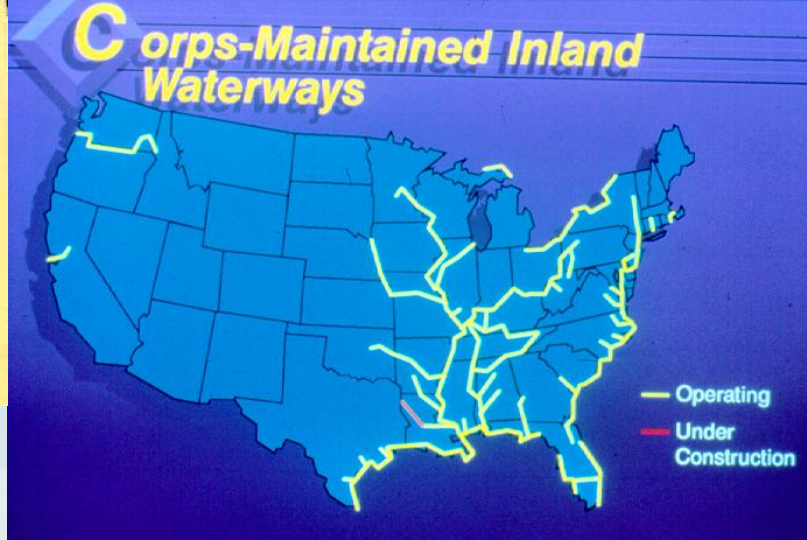 Corps-Maintained Inland
Waterways
Operating
Under
Construction